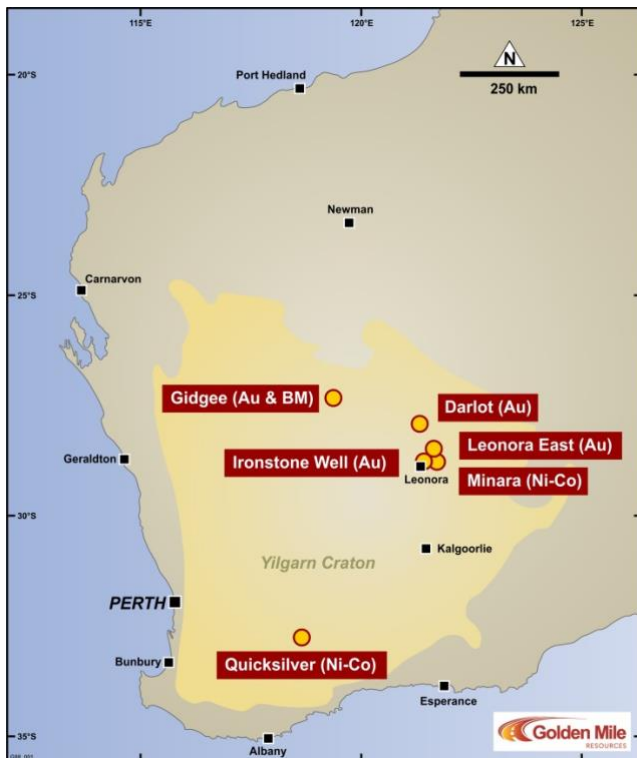 115°E
120°E
125°E
20°S
Port Hedland
N
250 km
Newman
25°S
Carnarvon
Gidgee (Au & BM)
Darlot (Au)
Leonora East (Au)
Geraldton
Ironstone Well (Au)
Leonora
Minara (Ni-Co)
30°S
Kalgoorlie
Yilgarn Craton
PERTH
Bunbury
Quicksilver (Ni-Co)
Esperance
35°S
Albany
Golden Mile
RESOURCES